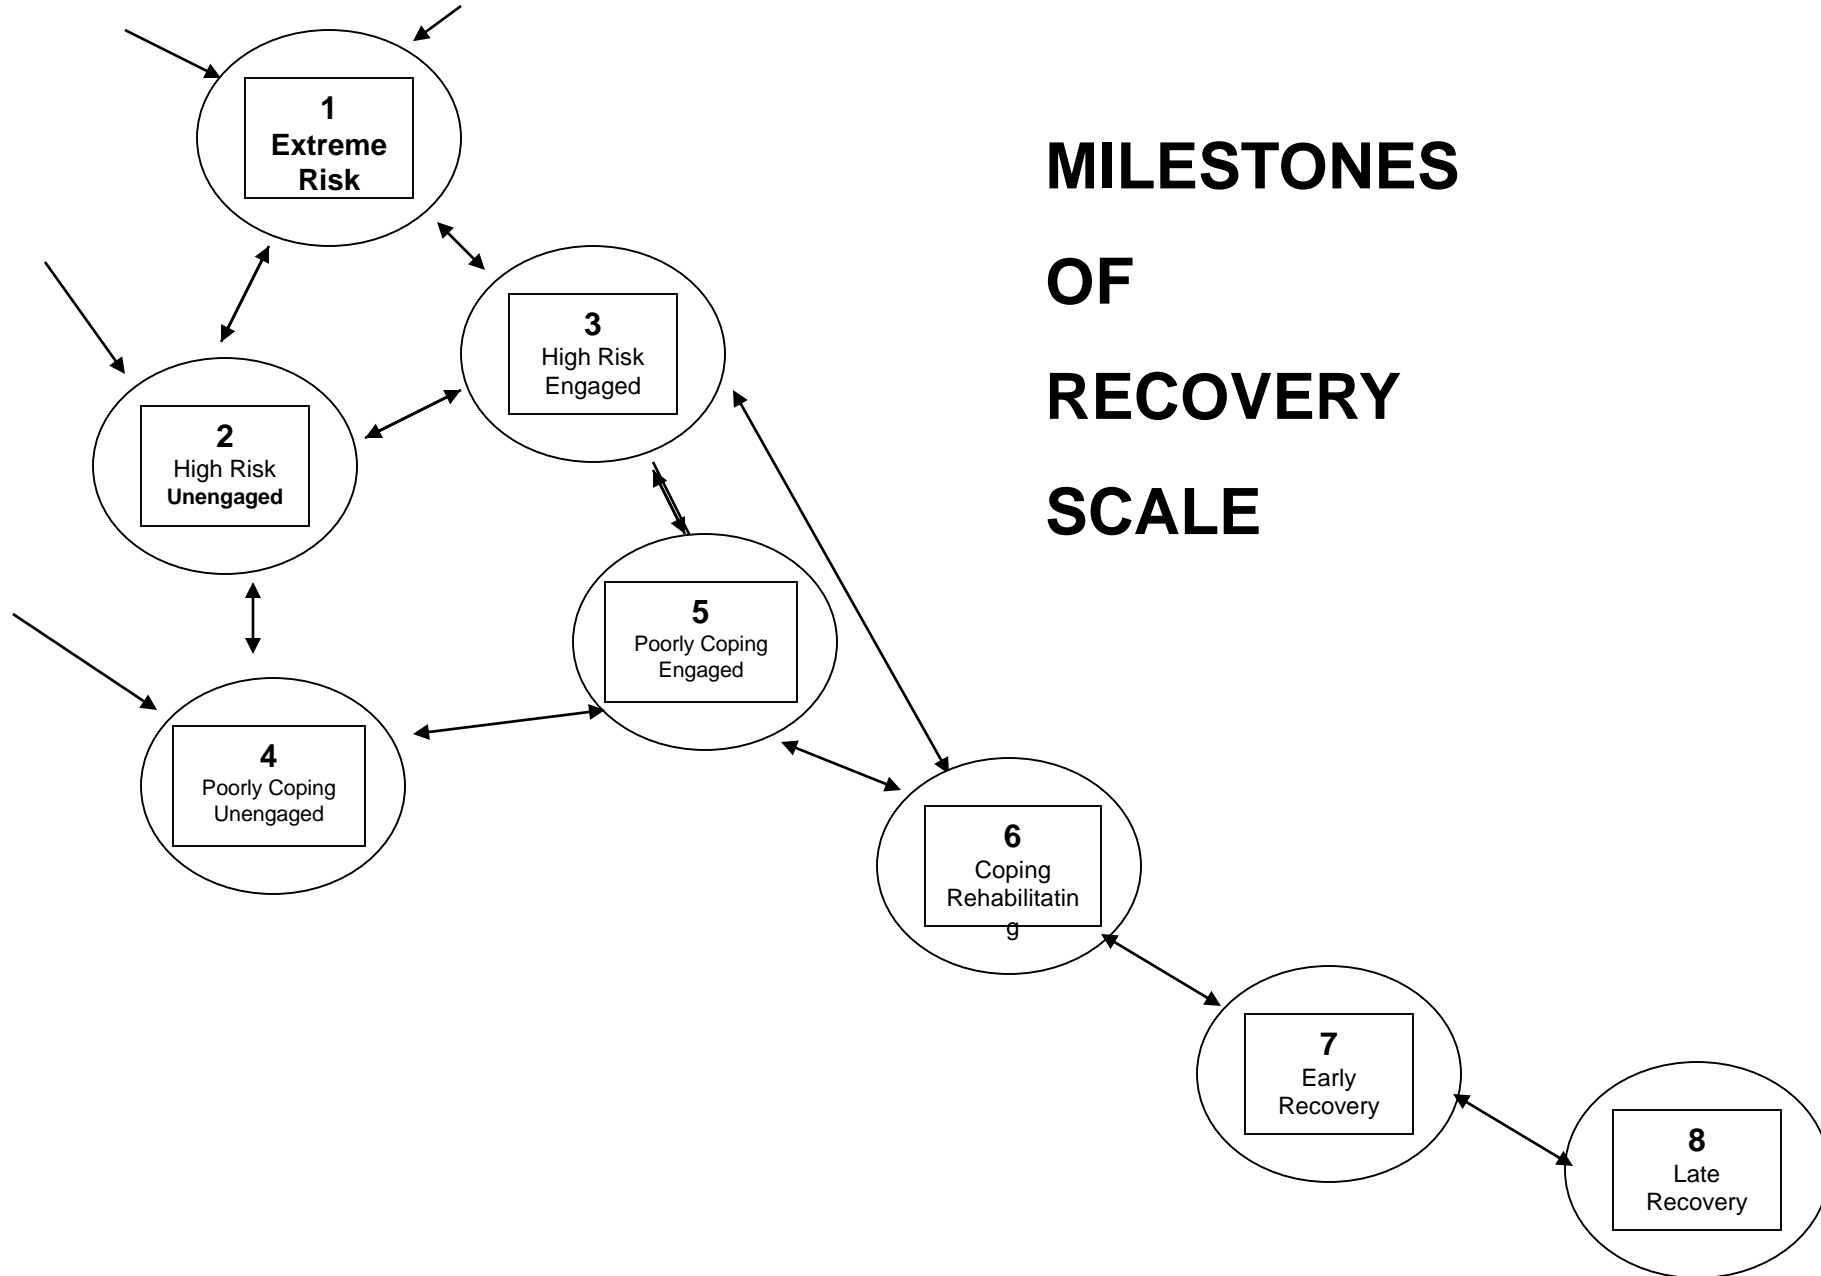 1
Extreme
Risk
MILESTONES
OF
RECOVERY
SCALE
3
High Risk
Engaged
2
High Risk
Unengaged
5
Poorly Coping
Engaged
4
Poorly Coping
Unengaged
6
Coping
Rehabilitatin
g
7
Early
Recovery
8
Late
Recovery